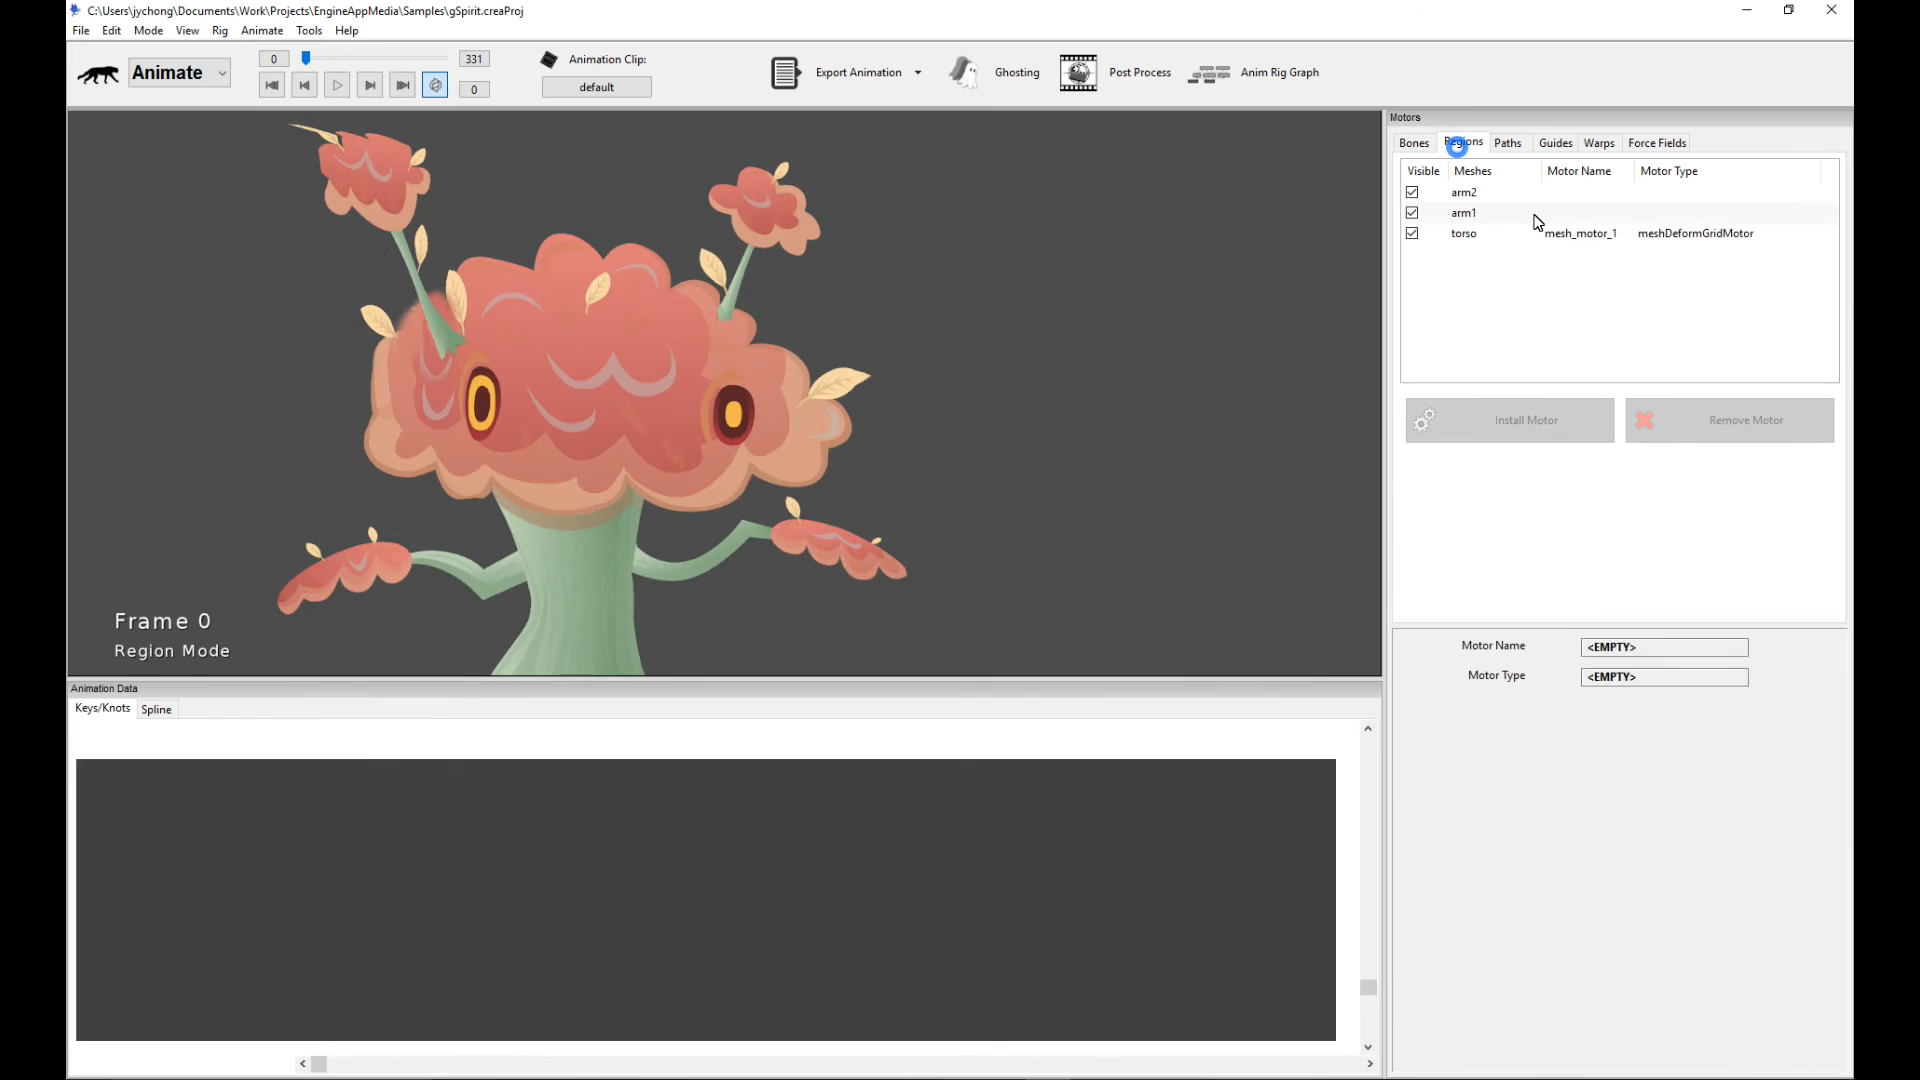 C:\Users\jychong\Documents\Work\Projects\EngineAppMedia\Samples\gSpirit.creaProj
File Edit Mode View Rig Animate Tools Help
Animate
0
331
0
Animation Clip:
default
Export Animation
Ghosting
Post Process
Anim Rig Graph
Motors
Bones Regions Paths Guides Warps Force Fields
Visible Meshes Motor Name Motor Type
arm2
arm1
torso mesh_motor_1 meshDeformGridMotor
Install Motor
Remove Motor
Frame 0
Region Mode
Motor Name <EMPTY>
Motor Type <EMPTY>
Animation Data
Keys/Knots Spline